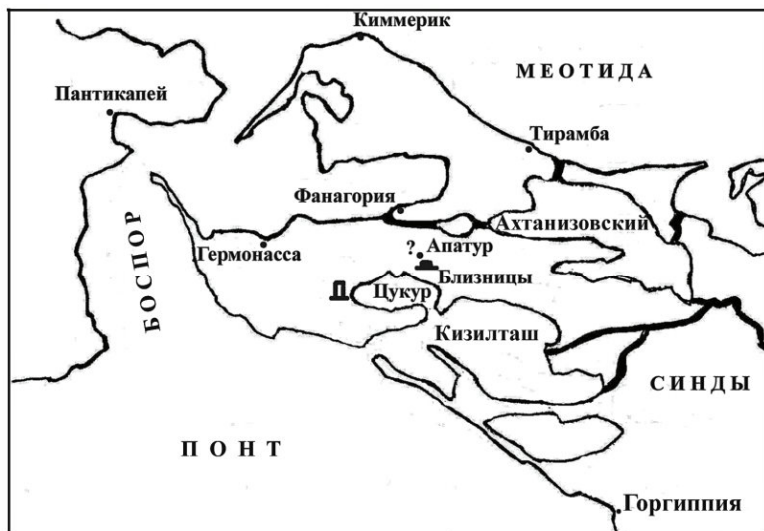 Киммерик
МЕОТИДА
Пантикапей
Тирамба
Фанагория
Ахтанизовский
Гермонасса
? Апатур
Близницы
БОСПОР
Цукур
Кизилташ
СИНДЫ
ПОНТ
Горгиппия